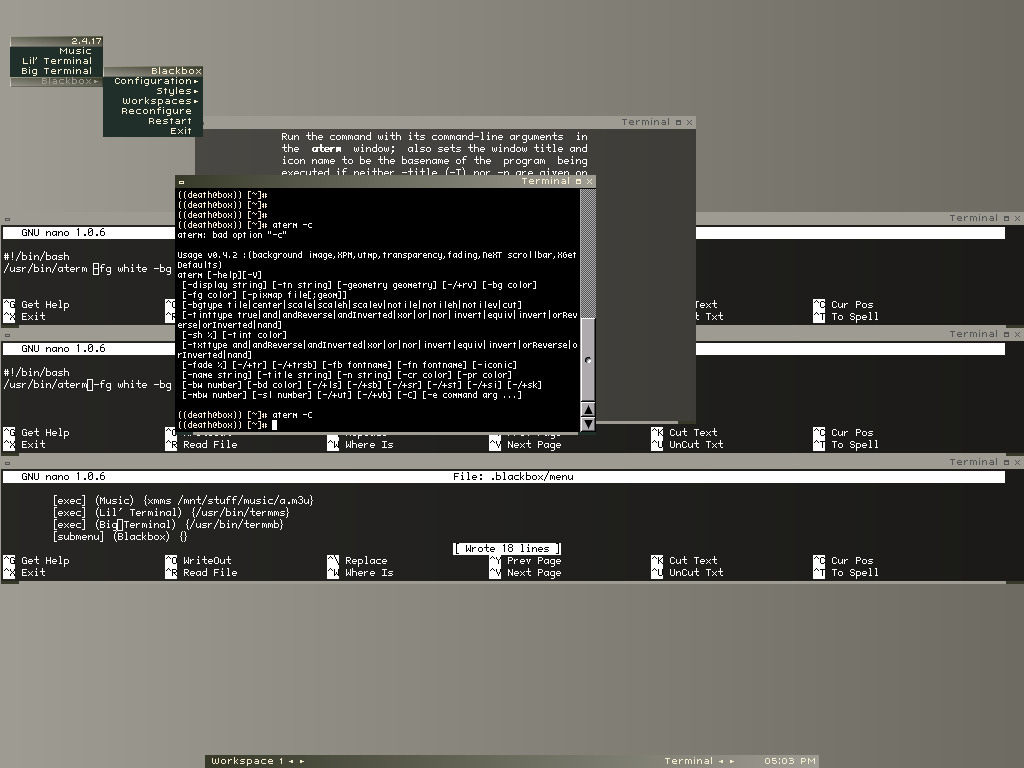 2.4.17
Music
Lil' Terminal
Big Terminal
Blackbox
Blackbox
Configuration
Styles
Workspaces
Reconfigure
Restart
Exit
Terminal
Run the command with its command-line arguments in
the aterm window; also sets the window title and
icon name to be the basename of the program being
executed if neither -title (-T) nor -n are given on
Terminal
((death@box)) [~]#
((death@box)) [~]#
((death@box)) [~]#
((death@box)) [~]# aterm -c
aterm: bad option "-c"
Usage v0.4.2 :(background image,XPM,utmp,transparency,fading,NeXT scrollbar,XGet
Defaults)
aterm [-help][-V]
[-display string] [-tn string] [-geometry geometry] [-/+rv] [-bg color]
[-fg color] [-pixmap file[;geom]]
[-bgtype tile|center|scale|scaleh|scalev|notile|notileh|notilev|cut]
[-tinttype true|and|andReverse|andInverted|xor|or|nor|invert|equiv|invert|orRev
erse|orInverted|nand]
[-sh %] [-tint color]
[-txttype and|andReverse|andInverted|xor|or|nor|invert|equiv|invert|orReverse|o
rInverted|nand]
[-fade %] [-/+tr] [-/+trsb] [-fb fontname] [-fn fontname] [-iconic]
[-name string] [-title string] [-n string] [-cr color] [-pr color]
[-bw number] [-bd color] [-/+ls] [-/+sb] [-/+sr] [-/+st] [-/+si] [-/+sk]
[-mbw number] [-sl number] [-/+ut] [-/+vb] [-C] [-e command arg ...]
((death@box)) [~]# aterm -C
((death@box)) [~]#
Terminal
GNU nano 1.0.6
#!/bin/bash
/usr/bin/aterm -fg white -bg
^G Get Help Text ^C Cur Pos
^X Exit t Txt ^T To Spell
Terminal
GNU nano 1.0.6
#!/bin/bash
/usr/bin/aterm -fg white -bg
^G Get Help ^K Cut Text ^C Cur Pos
^X Exit ^R Read File ^W Where Is ^V Next Page ^U UnCut Txt ^T To Spell
Terminal
GNU nano 1.0.6 File: .blackbox/menu
[exec] (Music) {xmms /mnt/stuff/music/a.m3u}
[exec] (Lil' Terminal) {/usr/bin/terms}
[exec] (Big Terminal) {/usr/bin/termb}
[submenu] (Blackbox) {}
[ Wrote 18 lines ]
^G Get Help ^O WriteOut ^\ Replace ^Y Prev Page ^K Cut Text ^C Cur Pos
^X Exit ^R Read File ^W Where Is ^V Next Page ^U UnCut Txt ^T To Spell
Workspace 1 Terminal 05:03 PM